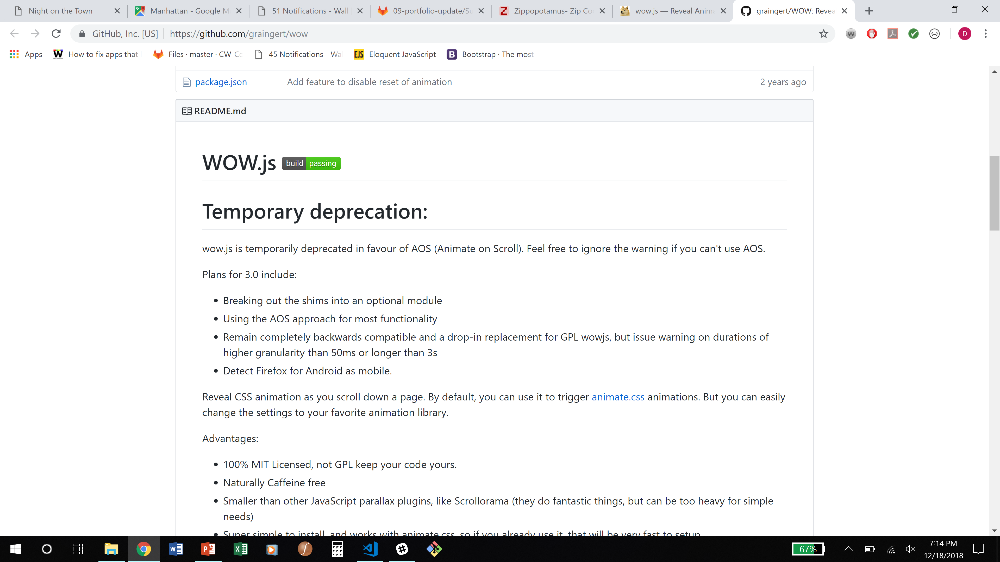 Night on the Town
Manhattan - Google M
51 Notifications - Wall
09-portfolio-update/Su
Zippopotamus- Zip Co
wow.js — Reveal Anima
graingert/WOW: Revea
GitHub, Inc. [US]
https://github.com/graingert/wow
D
Apps
How to fix apps that
Files · master · CW-Co
45 Notifications - Wal
EJS
Eloquent JavaScript
B
Bootstrap · The most
package.json
Add feature to disable reset of animation
2 years ago
README.md
WOW.js
build passing
Temporary deprecation:
wow.js is temporarily deprecated in favour of AOS (Animate on Scroll). Feel free to ignore the warning if you can't use AOS.
Plans for 3.0 include:
• Breaking out the shims into an optional module
• Using the AOS approach for most functionality
• Remain completely backwards compatible and a drop-in replacement for GPL wowjs, but issue warning on durations of
higher granularity than 50ms or longer than 3s
• Detect Firefox for Android as mobile.
Reveal CSS animation as you scroll down a page. By default, you can use it to trigger animate.css animations. But you can easily
change the settings to your favorite animation library.
Advantages:
• 100% MIT Licensed, not GPL keep your code yours.
• Naturally Caffeine free
• Smaller than other JavaScript parallax plugins, like Scrollorama (they do fantastic things, but can be too heavy for simple
needs)
• Super simple to install, and works with animate.css, so if you already use it, that will be very fast to setup
67%
7:14 PM
12/18/2018